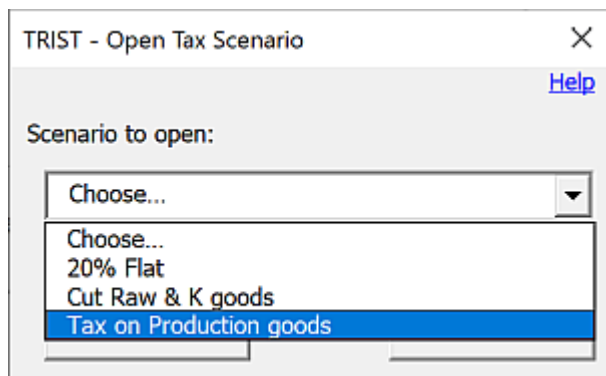 TRIST - Open Tax Scenario
Help
Scenario to open:
Choose...
Choose...
20% Flat
Cut Raw & K goods
Tax on Production goods